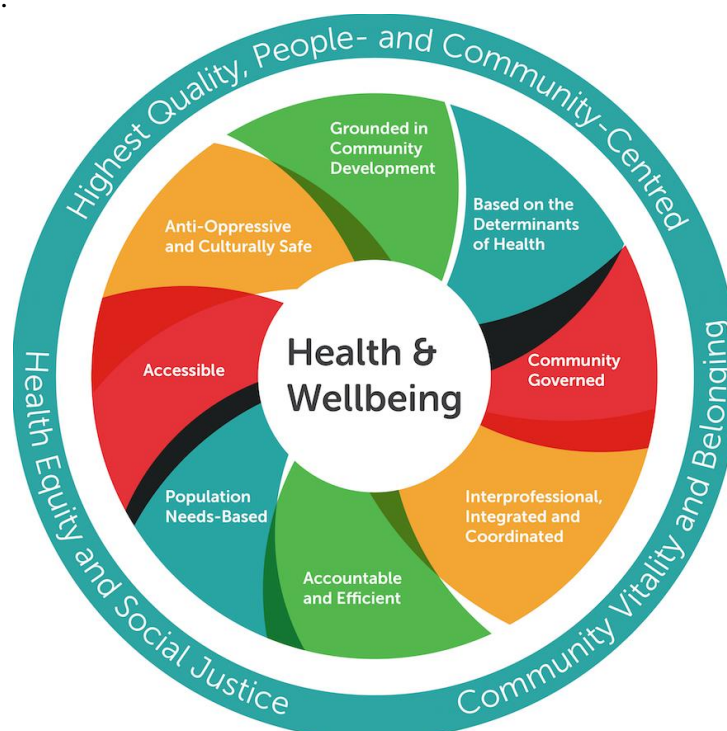 Highest Quality, People- and Community-Centred
Grounded in
Community
Development
Based on the
Determinants
of Health
Anti-Oppressive
and Culturally Safe
Health &
Wellbeing
Accessible
Community
Governed
Population
Needs-Based
Interprofessional,
Integrated and
Coordinated
Accountable
and Efficient
Health Equity and Social Justice
Community Vitality and Belonging